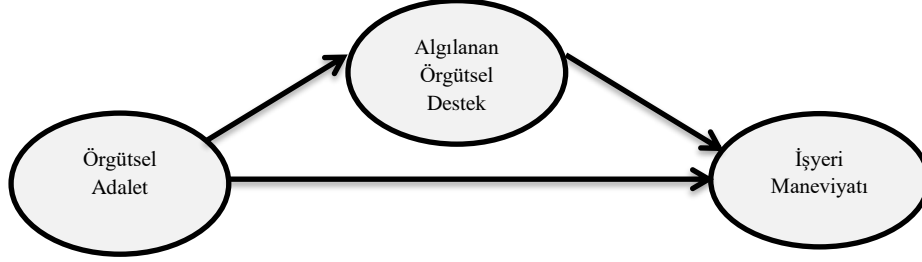 Algılanan
Örgütsel
Destek
Örgütsel
Adalet
İşyeri
Maneviyatı